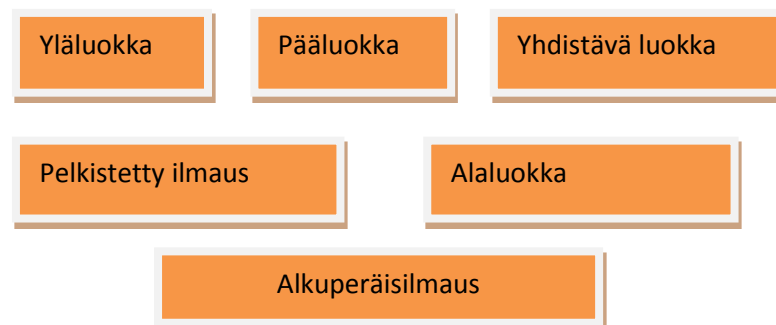 Yläluokka
Pääluokka
Yhdistävä luokka
Pelkistetty ilmaus
Alaluokka
Alkuperäisilmaus